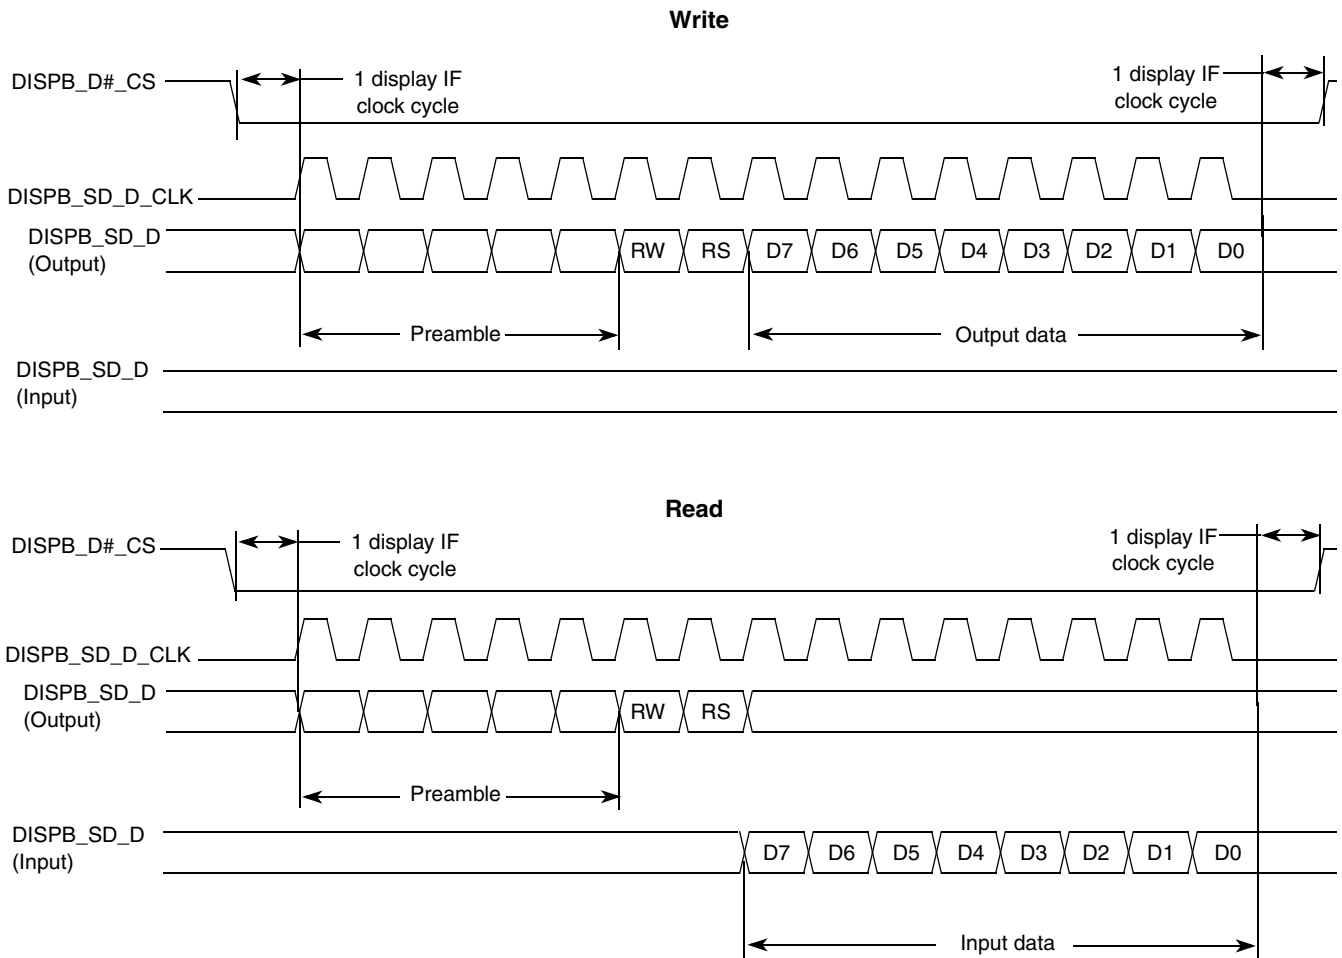 Write
DISPB_D#_CS
1 display IF
clock cycle
1 display IF
clock cycle
DISPB_SD_D_CLK
DISPB_SD_D
(Output)
RW RS D7 D6 D5 D4 D3 D2 D1 D0
Preamble
Output data
DISPB_SD_D
(Input)
Read
DISPB_D#_CS
1 display IF
clock cycle
1 display IF
clock cycle
DISPB_SD_D_CLK
DISPB_SD_D
(Output)
RW RS
Preamble
DISPB_SD_D
(Input)
D7 D6 D5 D4 D3 D2 D1 D0
Input data